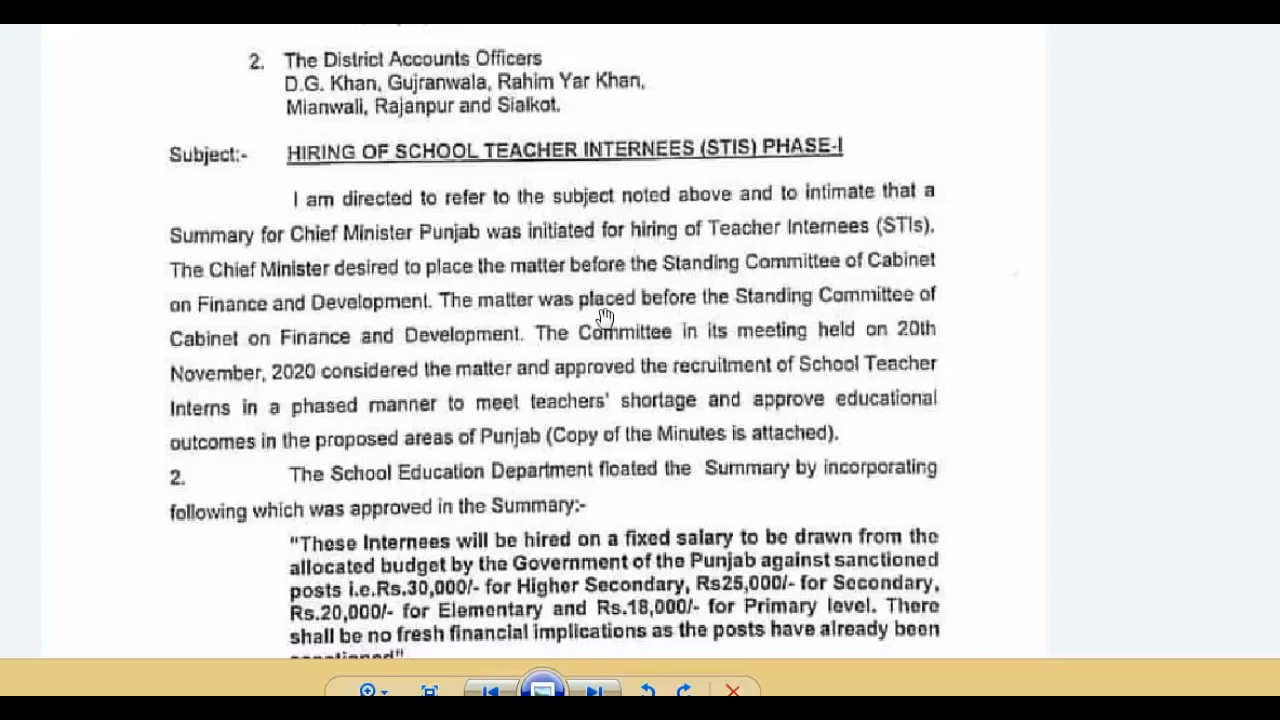 2. The District Accounts Officers
D.G. Khan, Gujranwala, Rahim Yar Khan,
Mianwali, Rajanpur and Sialkot.
Subject:- HIRING OF SCHOOL TEACHER INTERNEES (STIS) PHASE-I
I am directed to refer to the subject noted above and to intimate that a
Summary for Chief Minister Punjab was initiated for hiring of Teacher Internees (STIs).
The Chief Minister desired to place the matter before the Standing Committee of Cabinet
on Finance and Development. The matter was placed before the Standing Committee of
Cabinet on Finance and Development. The Committee in its meeting held on 20th
November, 2020 considered the matter and approved the recruitment of School Teacher
Interns in a phased manner to meet teachers' shortage and approve educational
outcomes in the proposed areas of Punjab (Copy of the Minutes is attached).
2. The School Education Department floated the Summary by incorporating
following which was approved in the Summary:-
"These Internees will be hired on a fixed salary to be drawn from the
allocated budget by the Government of the Punjab against sanctioned
posts i.e.Rs.30,000/- for Higher Secondary, Rs25,000/- for Secondary,
Rs.20,000/- for Elementary and Rs.18,000/- for Primary level. There
shall be no fresh financial implications as the posts have already been